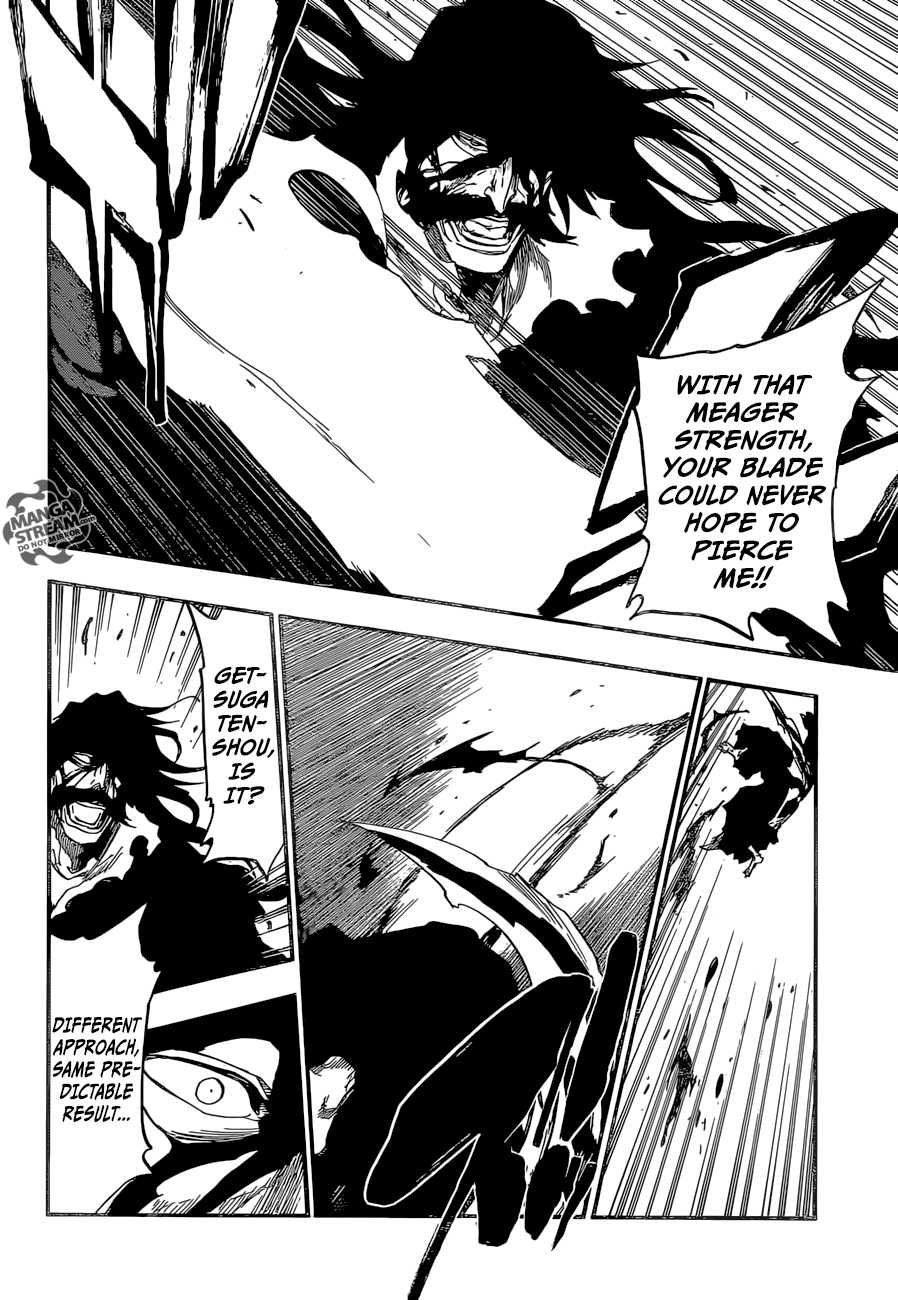 WITH THAT
MEAGER
STRENGTH,
YOUR BLADE
COULD NEVER
HOPE TO
PIERCE
ME!!
MANGA
STREAM.com
DO NOT MIRROR
GET-
SUGA
TEN-
SHOU,
IS
IT?
DIFFERENT
APPROACH,
SAME PRE-
DICTABLE
RESULT...